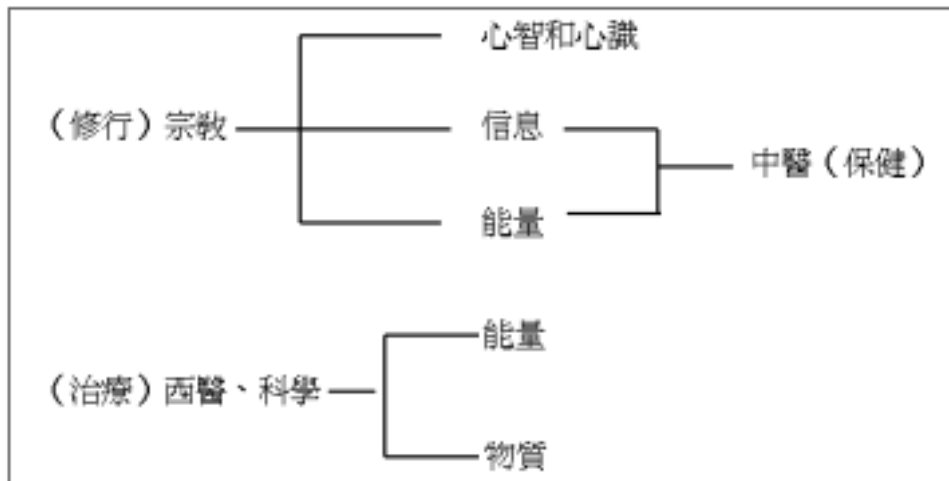 心智和心識
（修行）宗教
信息
中醫（保健）
能量
能量
（治療）西醫、科學
物質